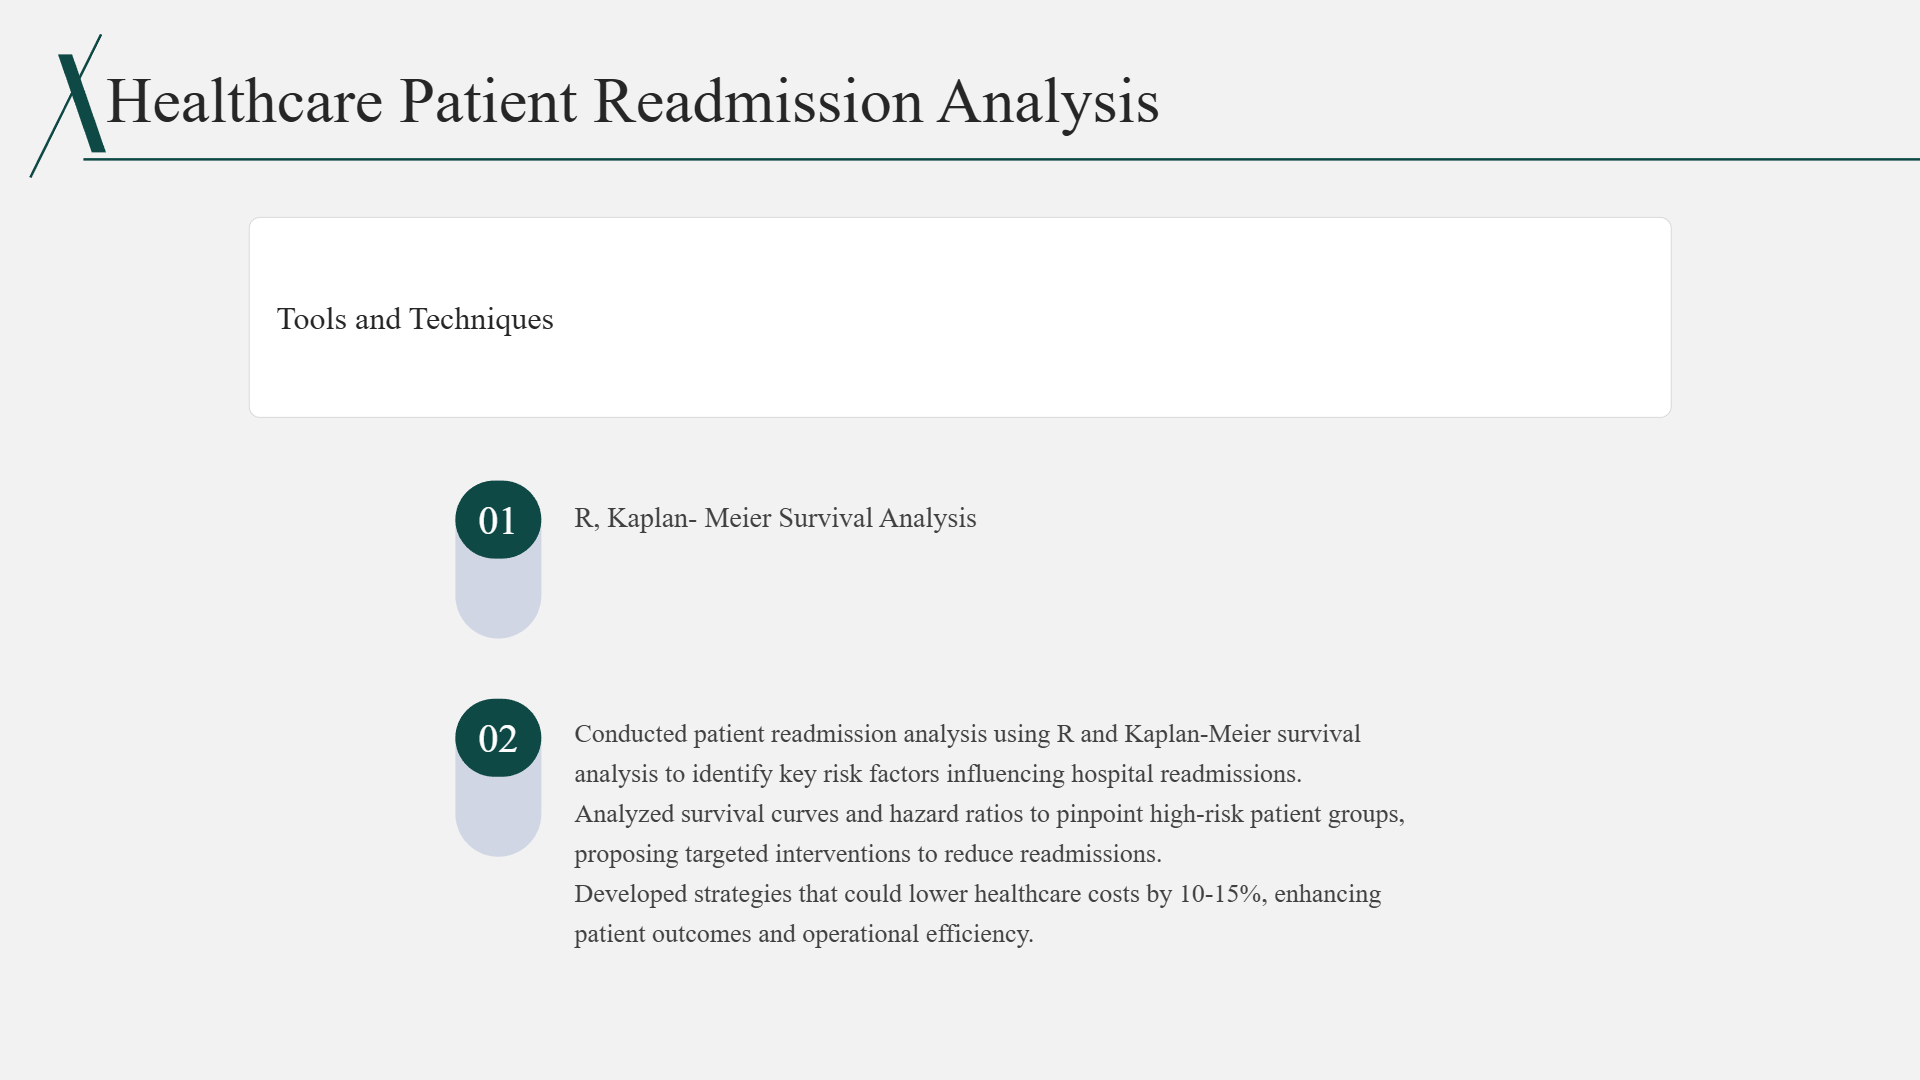 Healthcare Patient Readmission Analysis
Tools and Techniques
01
R, Kaplan- Meier Survival Analysis
02
Conducted patient readmission analysis using R and Kaplan-Meier survival
analysis to identify key risk factors influencing hospital readmissions.
Analyzed survival curves and hazard ratios to pinpoint high-risk patient groups,
proposing targeted interventions to reduce readmissions.
Developed strategies that could lower healthcare costs by 10-15%, enhancing
patient outcomes and operational efficiency.